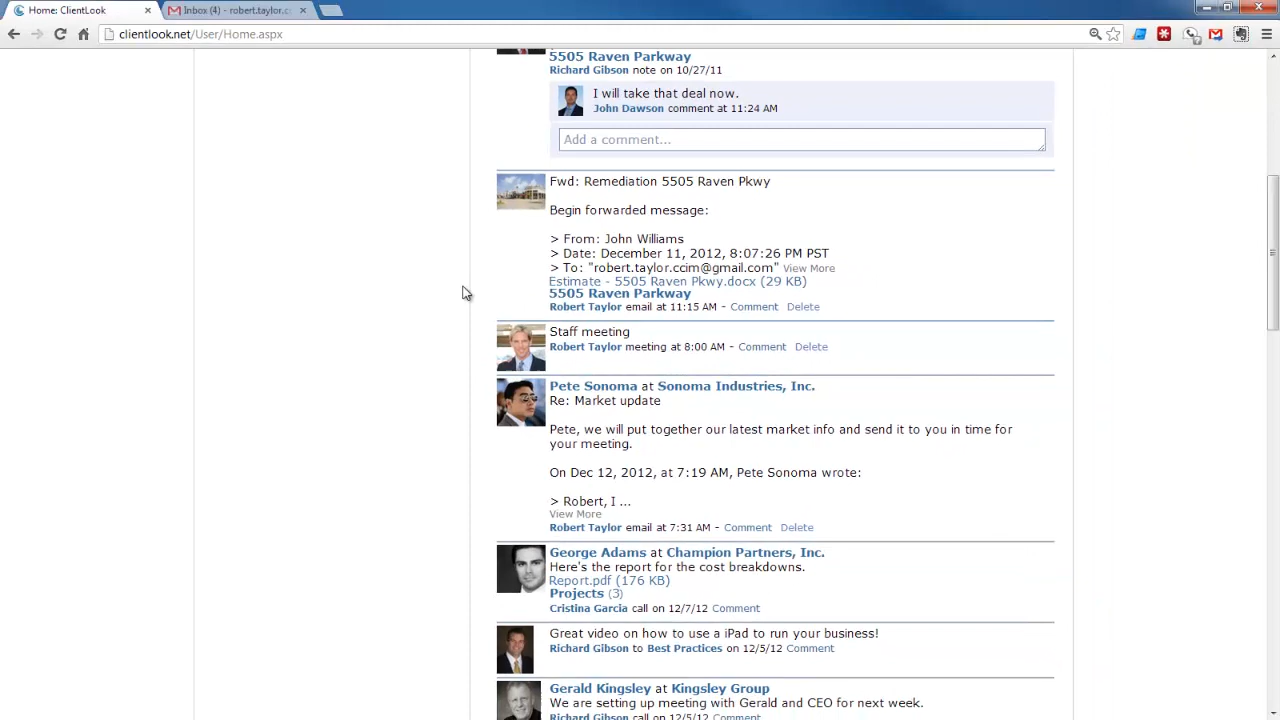 Home: ClientLook
Inbox (4) - robert.taylor.c
clientlook.net/User/Home.aspx
5505 Raven Parkway
Richard Gibson note on 10/27/11
I will take that deal now.
John Dawson comment at 11:24 AM
Add a comment...
Fwd: Remediation 5505 Raven Pkwy
Begin forwarded message:
> From: John Williams
> Date: December 11, 2012, 8:07:26 PM PST
> To: "robert.taylor.ccim@gmail.com" View More
Estimate - 5505 Raven Pkwy.docx (29 KB)
5505 Raven Parkway
Robert Taylor email at 11:15 AM - Comment Delete
Staff meeting
Robert Taylor meeting at 8:00 AM - Comment Delete
Pete Sonoma at Sonoma Industries, Inc.
Re: Market update
Pete, we will put together our latest market info and send it to you in time for
your meeting.
On Dec 12, 2012, at 7:19 AM, Pete Sonoma wrote:
> Robert, I ...
View More
Robert Taylor email at 7:31 AM - Comment Delete
George Adams at Champion Partners, Inc.
Here's the report for the cost breakdowns.
Report.pdf (176 KB)
Projects (3)
Cristina Garcia call on 12/7/12 Comment
Great video on how to use a iPad to run your business!
Richard Gibson to Best Practices on 12/5/12 Comment
Gerald Kingsley at Kingsley Group
We are setting up meeting with Gerald and CEO for next week.
Richard Gibson call on 12/5/12 Comment